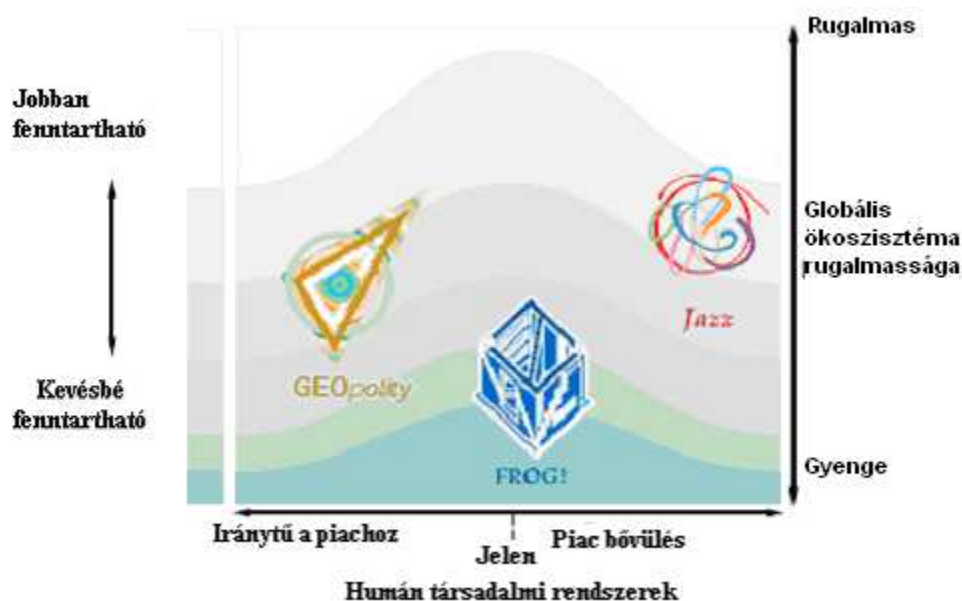 Rugalmas
Jobban
fenntartható
Globális
ökoszisztéma
rugalmassága
Jazz
GEOpolity
Kevésbé
fenntartható
FROG!
Gyenge
Iránytű a piachoz
Piac bővülés
Jelen
Humán társadalmi rendszerek